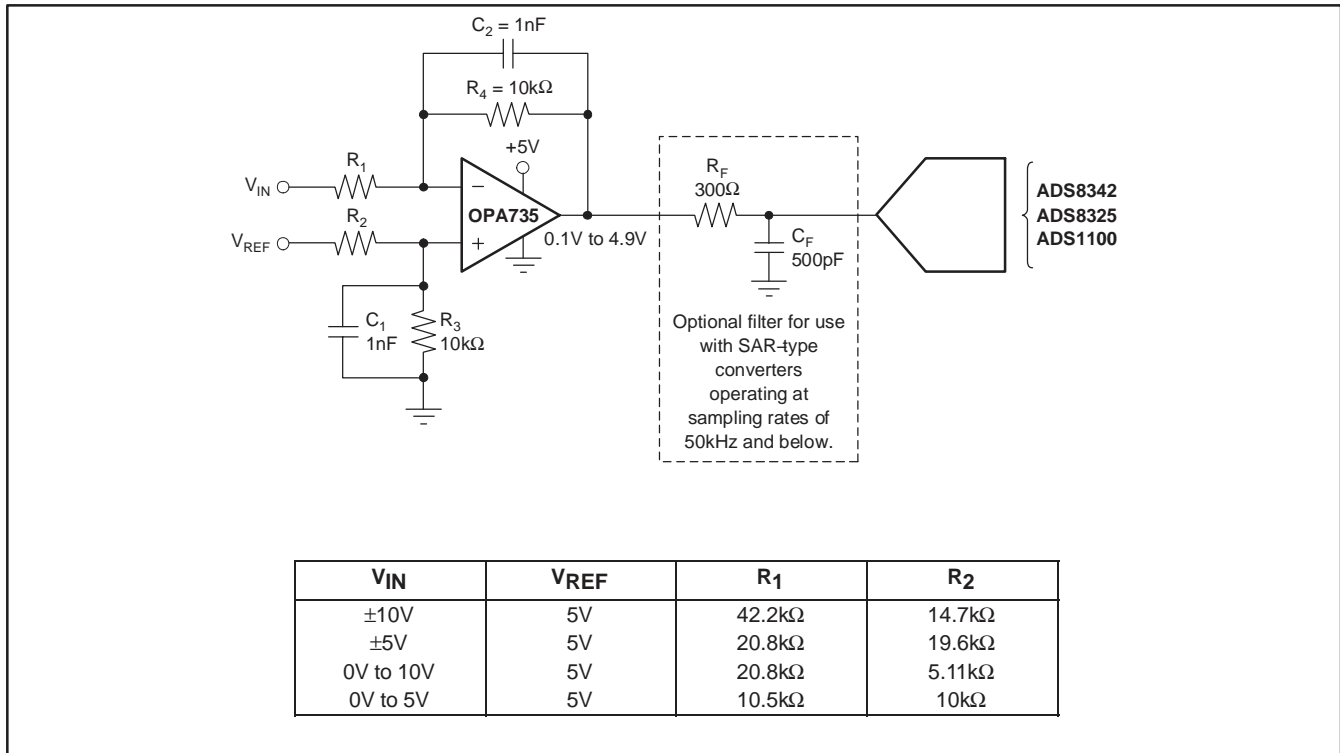 C2 = 1nF
R4 = 10kΩ
+5V
R1
VIN
−
OPA735
R2
VREF
+
0.1V to 4.9V
RF
300Ω
CF
500pF
ADS8342
ADS8325
ADS1100
C1
1nF
R3
10kΩ
Optional filter for use
with SAR-type
converters
operating at
sampling rates of
50kHz and below.
VIN VREF R1 R2
±10V 5V 42.2kΩ 14.7kΩ
±5V 5V 20.8kΩ 19.6kΩ
0V to 10V 5V 20.8kΩ 5.11kΩ
0V to 5V 5V 10.5kΩ 10kΩ